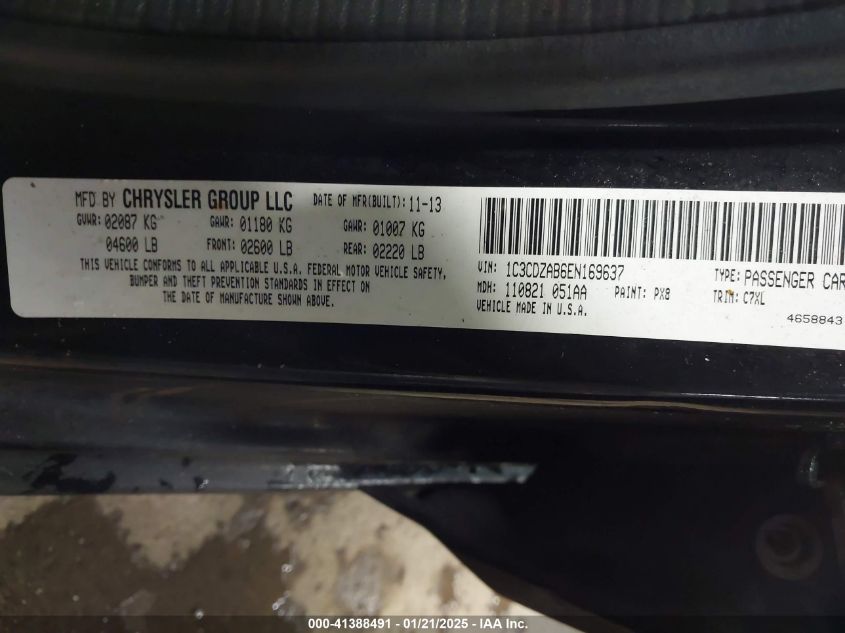 MFD BY CHRYSLER GROUP LLC DATE OF MFR(BUILT): 11-13
GVWR: 02087 KG GAWR: 01180 KG GAWR: 01007 KG
04600 LB FRONT: 02600 LB REAR: 02220 LB
THIS VEHICLE CONFORMS TO ALL APPLICABLE U.S.A. FEDERAL MOTOR VEHICLE SAFETY,
BUMPER AND THEFT PREVENTION STANDARDS IN EFFECT ON
THE DATE OF MANUFACTURE SHOWN ABOVE.
VIN: 1C3CDZAB6EN169637 TYPE: PASSENGER CAR
MDH: 110821 051AA PAINT: PX8 TRIM: C7XL
VEHICLE MADE IN U.S.A.
4658843
000-41388491 - 01/21/2025 - IAA Inc.